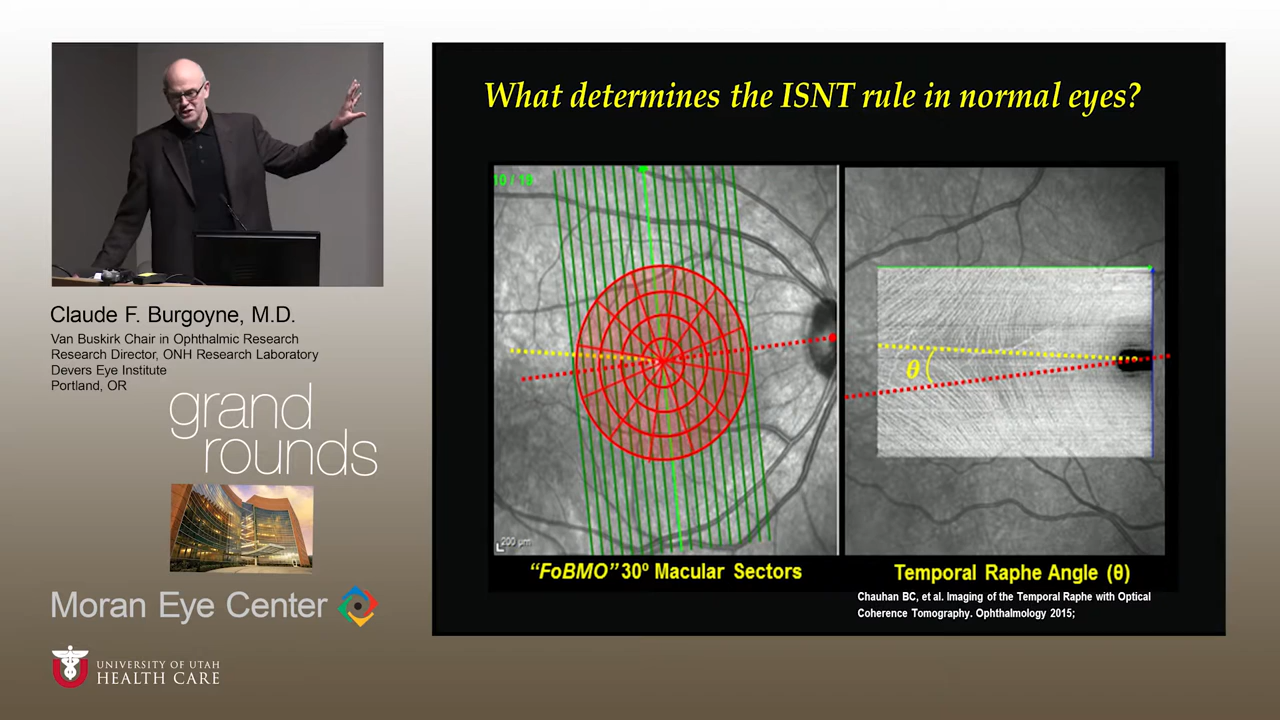 What determines the ISNT rule in normal eyes?
10 / 19
θ
200 µm
"FoBMO" 30º Macular Sectors
Temporal Raphe Angle (θ)
Chauhan BC, et al. Imaging of the Temporal Raphe with Optical
Coherence Tomography. Ophthalmology 2015;
Claude F. Burgoyne, M.D.
Van Buskirk Chair in Ophthalmic Research
Research Director, ONH Research Laboratory
Devers Eye Institute
Portland, OR
grand
rounds
Moran Eye Center
U
UNIVERSITY OF UTAH
HEALTH CARE